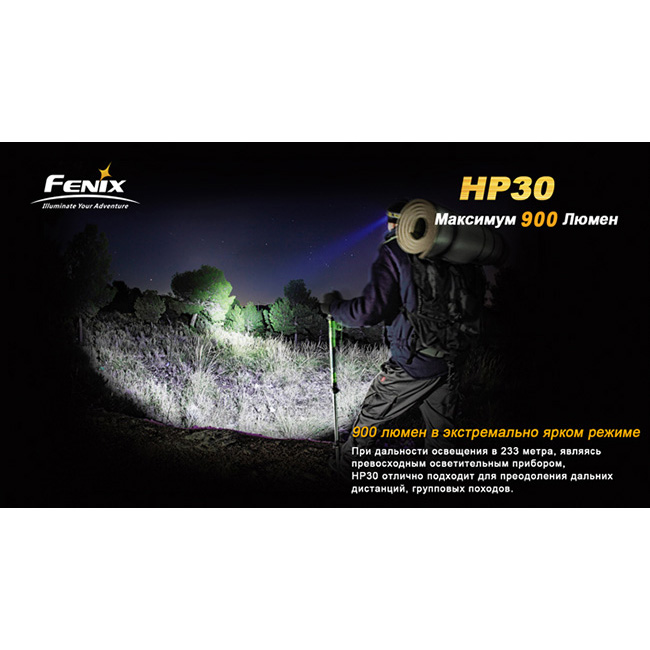 FENIX
Illuminate Your Adventure
HP30
Максимум 900 Люмен
900 люмен в экстремально ярком режиме
При дальности освещения в 233 метра, являясь
превосходным осветительным прибором,
HP30 отлично подходит для преодоления дальних
дистанций, групповых походов.